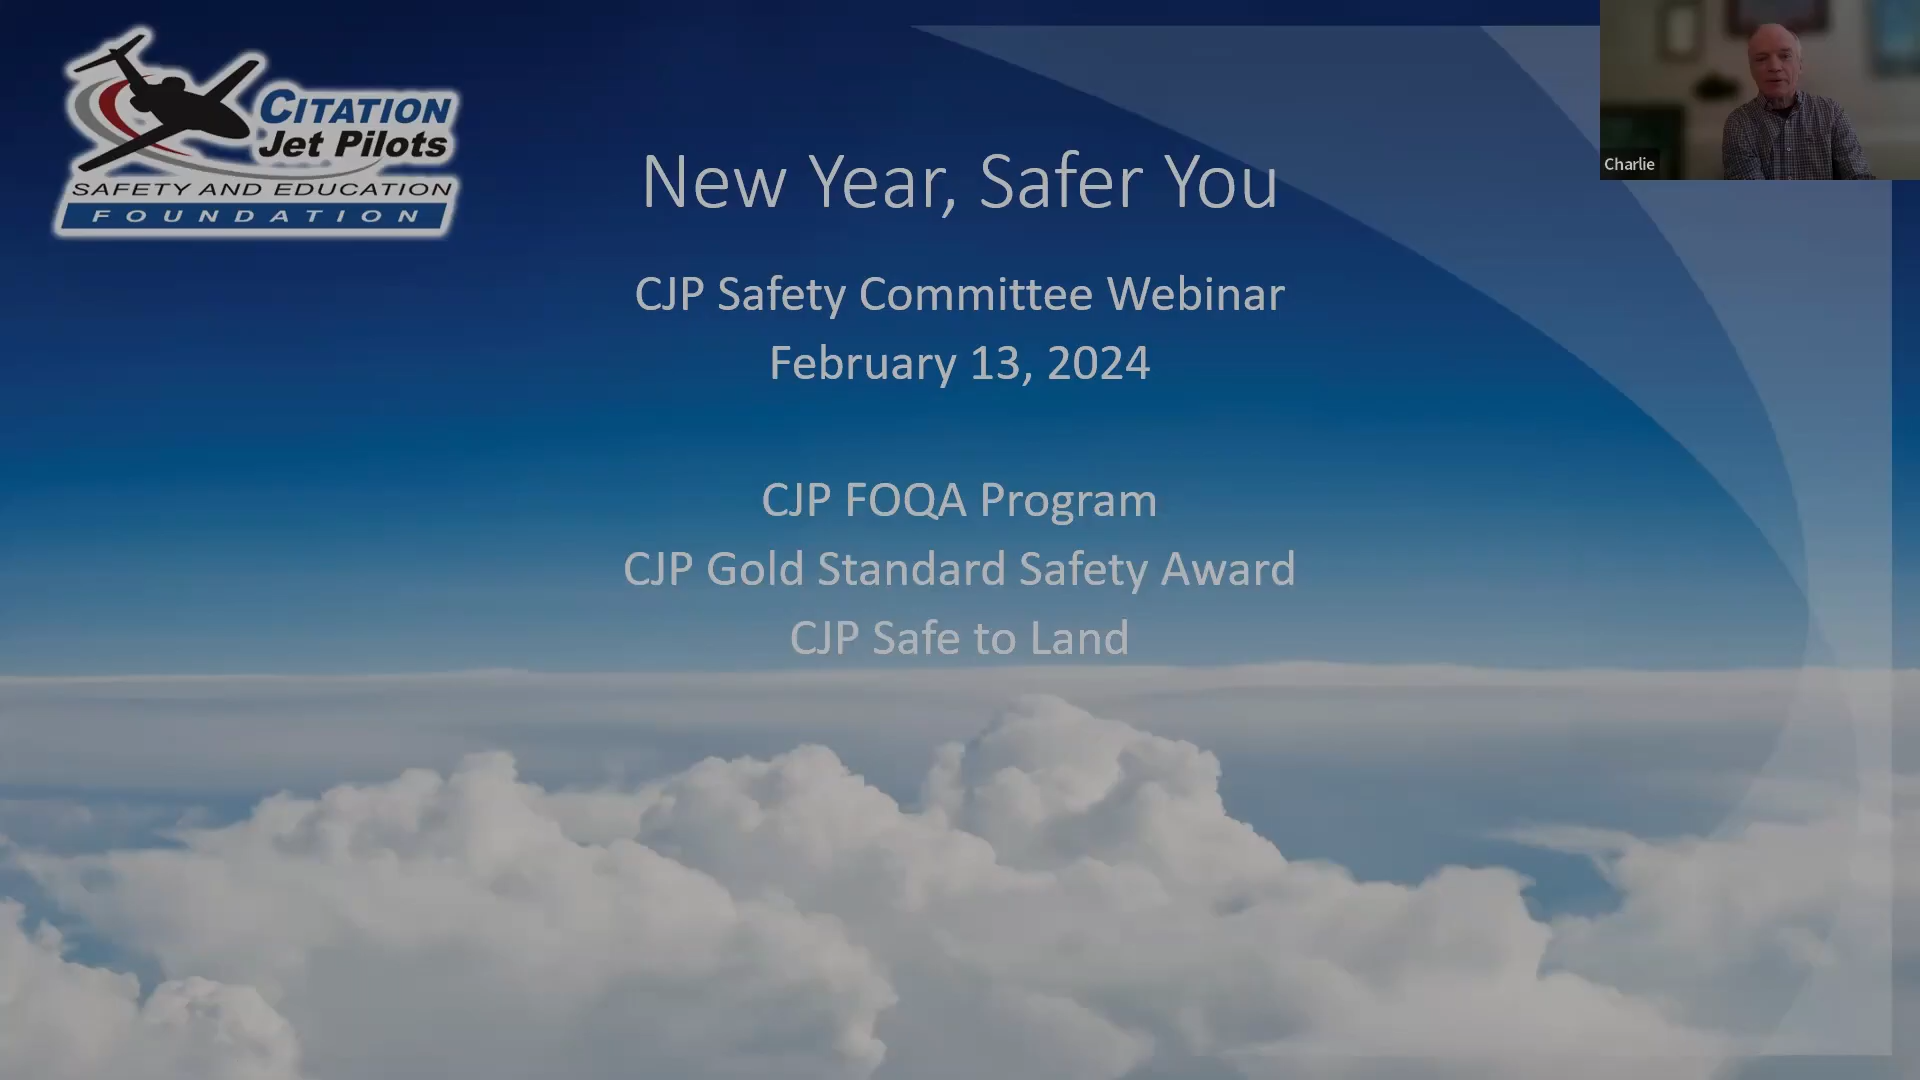 CITATION
Jet Pilots
SAFETY AND EDUCATION
FOUNDATION
New Year, Safer You
CJP Safety Committee Webinar
February 13, 2024
CJP FOQA Program
CJP Gold Standard Safety Award
CJP Safe to Land
Charlie